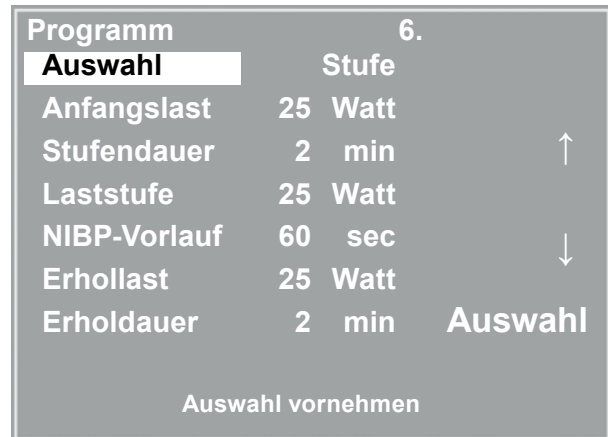 Programm 6.
Auswahl Stufe
Anfangslast 25 Watt
Stufendauer 2 min ↑
Laststufe 25 Watt
NIBP-Vorlauf 60 sec ↓
Erhollast 25 Watt
Erholdauer 2 min Auswahl
Auswahl vornehmen